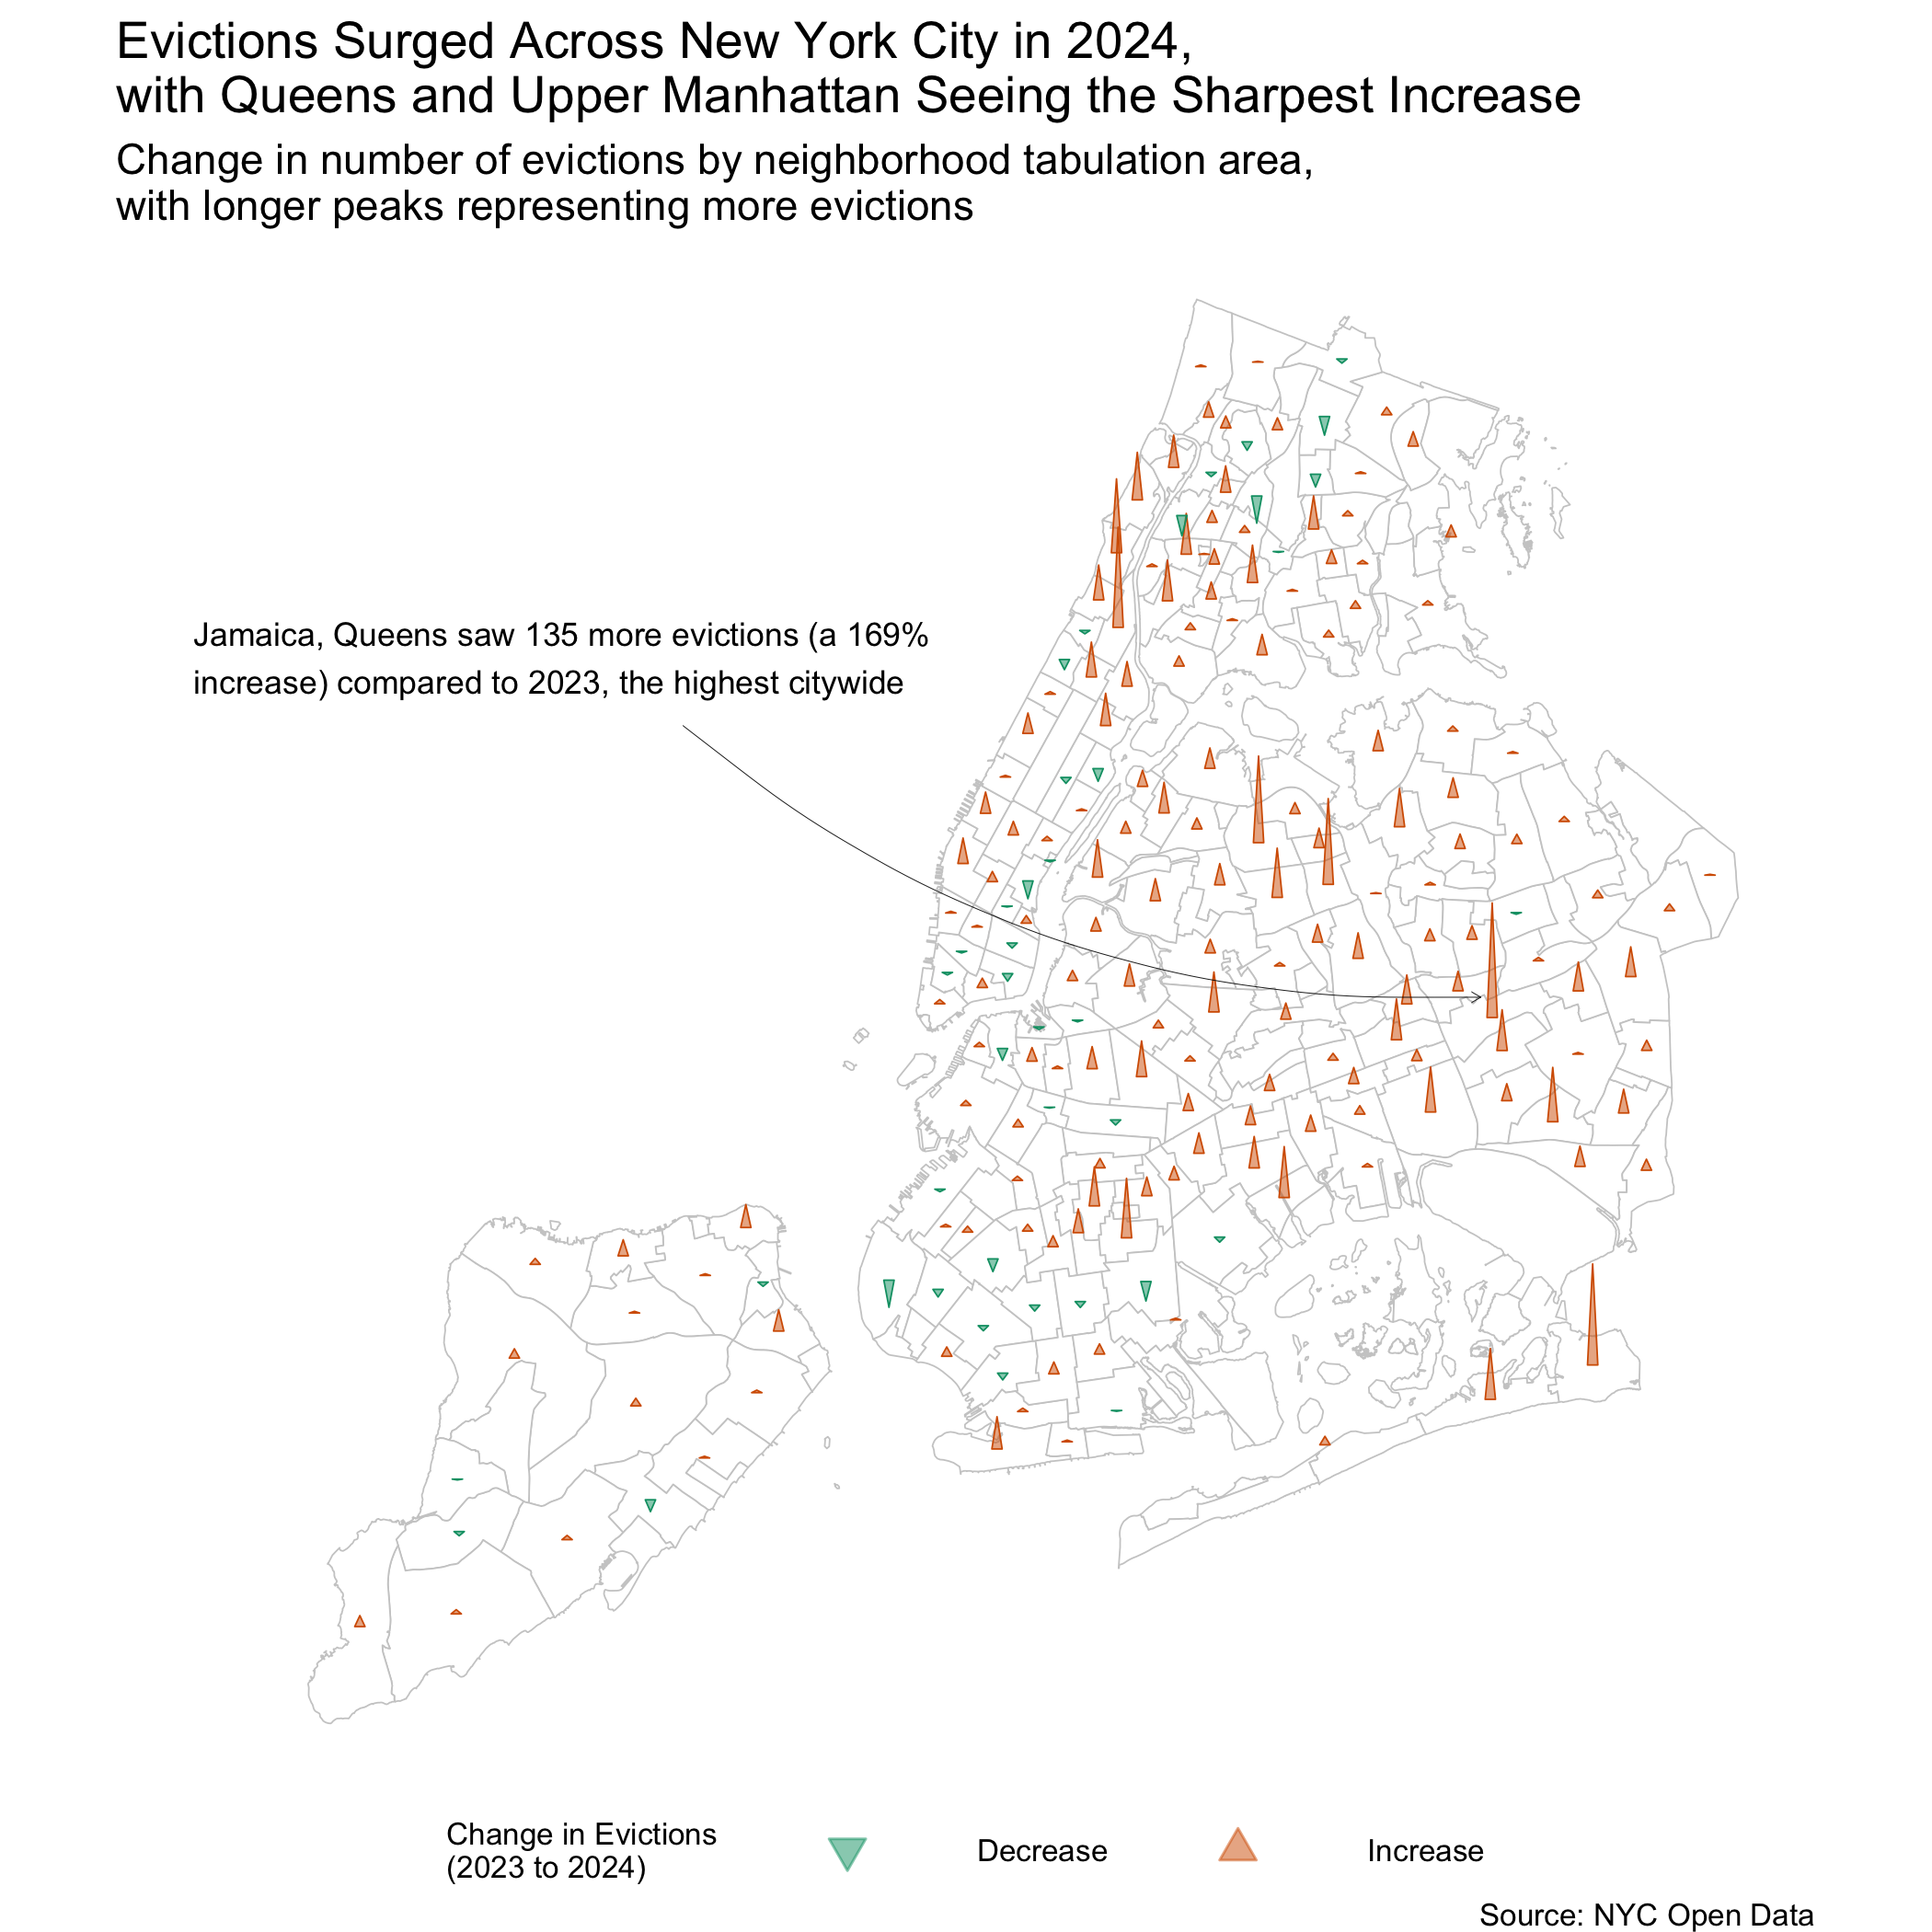 Evictions Surged Across New York City in 2024,
with Queens and Upper Manhattan Seeing the Sharpest Increase
Change in number of evictions by neighborhood tabulation area,
with longer peaks representing more evictions
Jamaica, Queens saw 135 more evictions (a 169%
increase) compared to 2023, the highest citywide
Change in Evictions
(2023 to 2024)
Decrease
Increase
Source: NYC Open Data